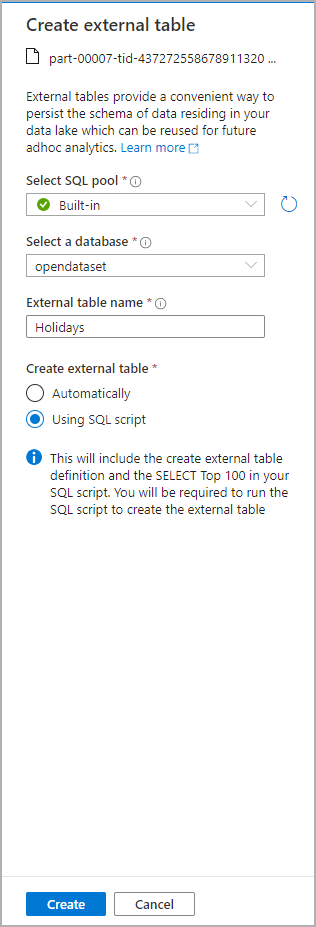 Create external table
part-00007-tid-437272558678911320 ...
External tables provide a convenient way to
persist the schema of data residing in your
data lake which can be reused for future
adhoc analytics. Learn more
Select SQL pool *
Built-in
Select a database *
opendataset
External table name *
Holidays
Create external table *
Automatically
Using SQL script
This will include the create external table
definition and the SELECT Top 100 in your
SQL script. You will be required to run the
SQL script to create the external table
Create Cancel